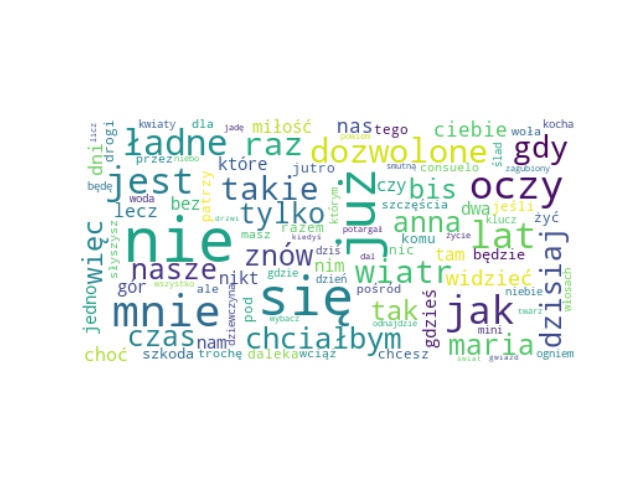 kwiaty dla jadę miłość nas tego powiem ciebie woła kocha
licz dni drogi ładne raz dozwolone ślad gdy
przez niebo które jutro smutną consuelo zagubiony
będę jest patrzy takie już czy bis oczy
woda lecz bez tylko którym szczęścia dwa jeśli klucz żyć
słyszysz nie drzwi masz razem potargał anna lat
więc znów kiedyś dziś komu nic życie
nasze nikt gdzie nim dal wiatr tam będzie
gór ale wszystko dzień pośród widzieć niebie włosach
jedno mnie dziewczyna pod się tak gdzieś jak dzisiaj
wybacz odnajdzie mini twarz
czas nam chciałbym maria
choć szkoda trochę daleka wciąż chcesz świat gwiazd ogniem